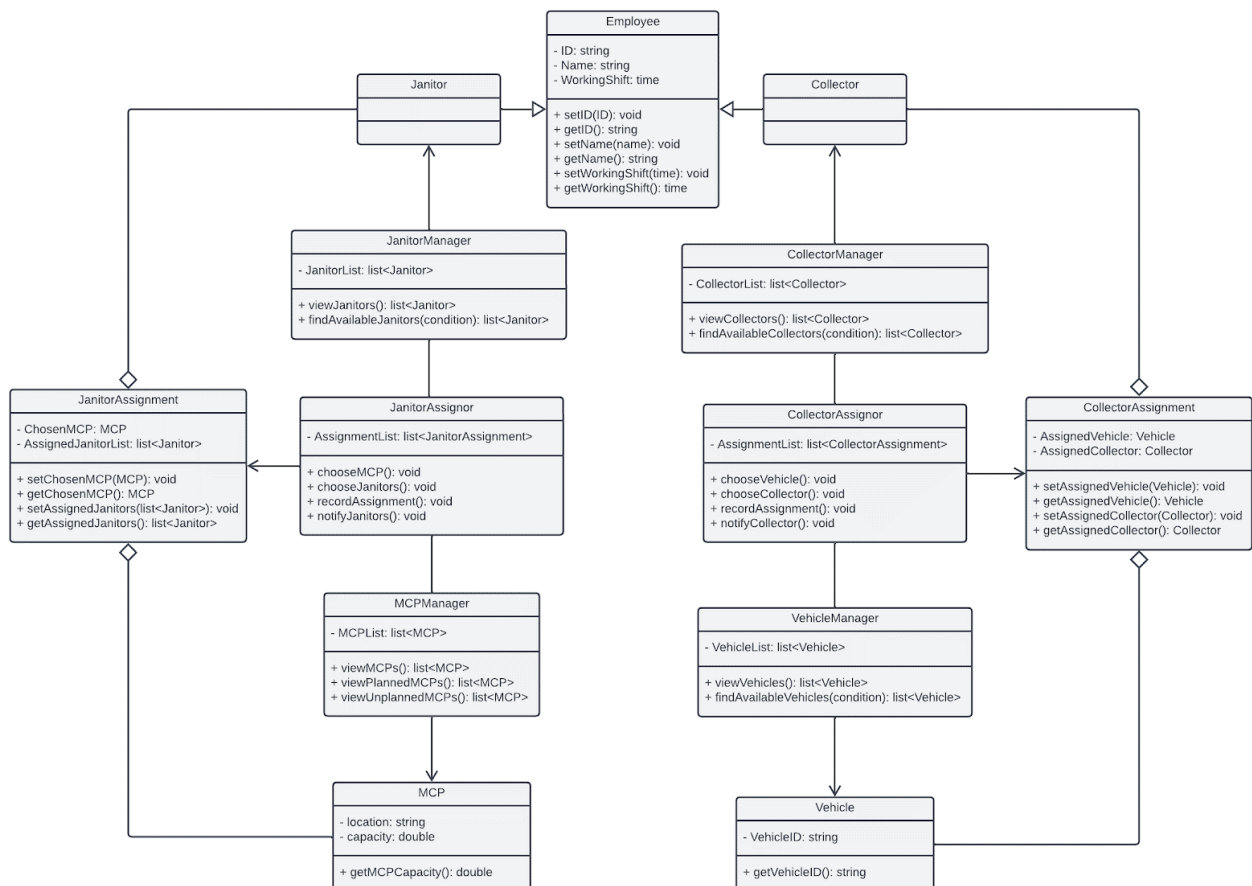 Employee
- ID: string
- Name: string
- WorkingShift: time
+ setID(ID): void
+ getID(): string
+ setName(name): void
+ getName(): string
+ setWorkingShift(time): void
+ getWorkingShift(): time
Janitor
Collector
JanitorManager
- JanitorList: list<Janitor>
+ viewJanitors(): list<Janitor>
+ findAvailableJanitors(condition): list<Janitor>
CollectorManager
- CollectorList: list<Collector>
+ viewCollectors(): list<Collector>
+ findAvailableCollectors(condition): list<Collector>
JanitorAssignment
- ChosenMCP: MCP
- AssignedJanitorList: list<Janitor>
+ setChosenMCP(MCP): void
+ getChosenMCP(): MCP
+ setAssignedJanitors(list<Janitor>): void
+ getAssignedJanitors(): list<Janitor>
JanitorAssignor
- AssignmentList: list<JanitorAssignment>
+ chooseMCP(): void
+ chooseJanitors(): void
+ recordAssignment(): void
+ notifyJanitors(): void
CollectorAssignor
- AssignmentList: list<CollectorAssignment>
+ chooseVehicle(): void
+ chooseCollector(): void
+ recordAssignment(): void
+ notifyCollector(): void
CollectorAssignment
- AssignedVehicle: Vehicle
- AssignedCollector: Collector
+ setAssignedVehicle(Vehicle): void
+ getAssignedVehicle(): Vehicle
+ setAssignedCollector(Collector): void
+ getAssignedCollector(): Collector
MCPManager
- MCPList: list<MCP>
+ viewMCPs(): list<MCP>
+ viewPlannedMCPs(): list<MCP>
+ viewUnplannedMCPs(): list<MCP>
VehicleManager
- VehicleList: list<Vehicle>
+ viewVehicles(): list<Vehicle>
+ findAvailableVehicles(condition): list<Vehicle>
MCP
- location: string
- capacity: double
+ getMCPCapacity(): double
Vehicle
- VehicleID: string
+ getVehicleID(): string